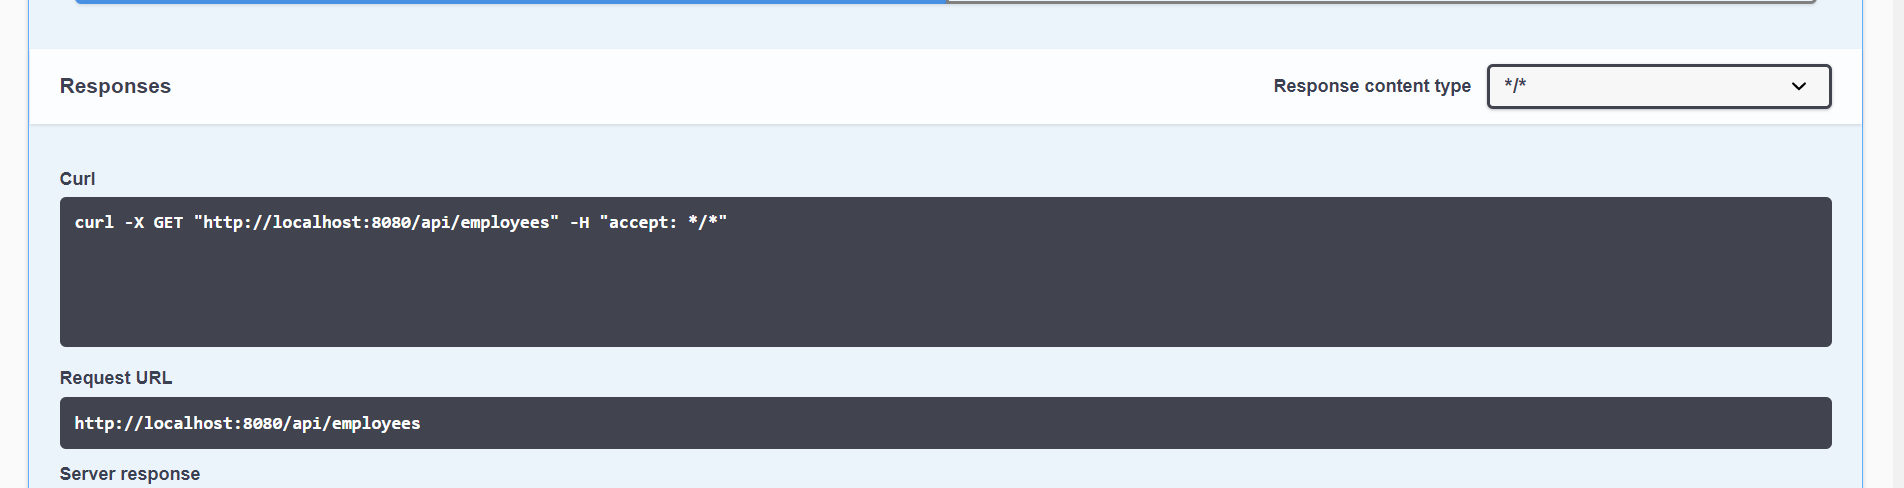 Responses
Response content type */*
Curl
curl -X GET "http://localhost:8080/api/employees" -H "accept: */*"
Request URL
http://localhost:8080/api/employees
Server response